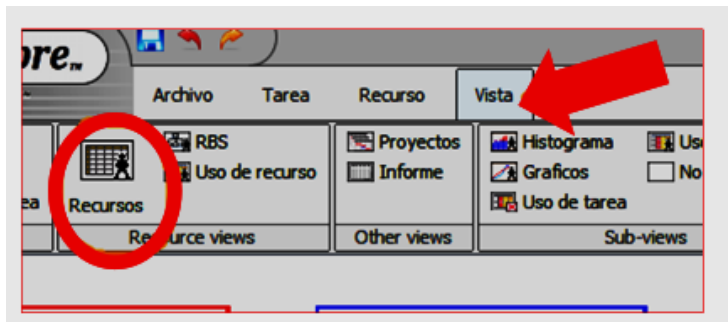 Archivo Tarea Recurso Vista
RBS Proyectos Histograma
Uso de recurso Informe Graficos No
Recursos Uso de tarea
Resource views Other views Sub-views